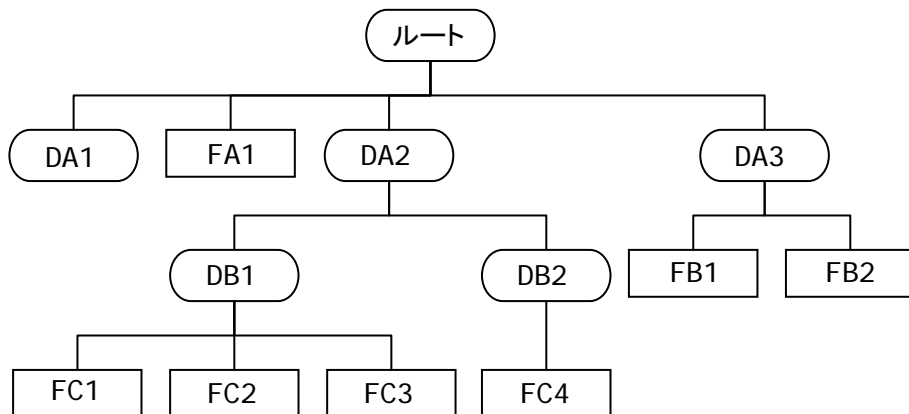 ルート
DA1
FA1
DA2
DA3
DB1
DB2
FB1
FB2
FC1
FC2
FC3
FC4